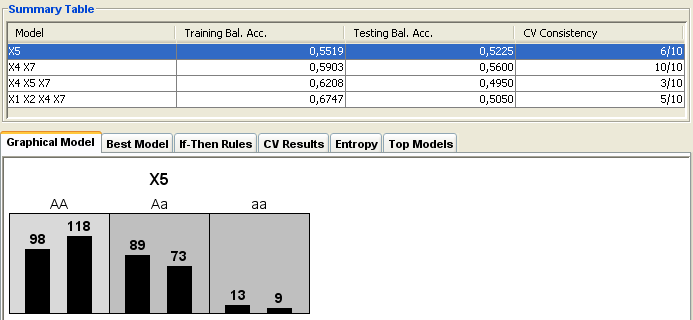 Summary Table
Model Training Bal. Acc. Testing Bal. Acc. CV Consistency
X5 0,5519 0,5225 6/10
X4 X7 0,5903 0,5600 10/10
X4 X5 X7 0,6208 0,4950 3/10
X1 X2 X4 X7 0,6747 0,5050 5/10
Graphical Model Best Model If-Then Rules CV Results Entropy Top Models
X5
AA Aa aa
98 118 89 73 13 9